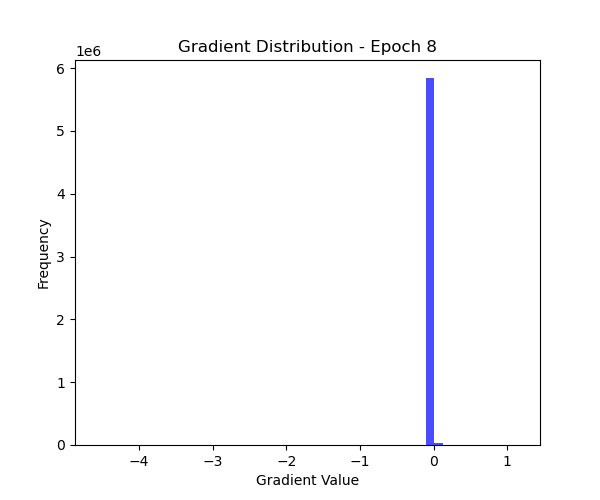 Gradient Distribution - Epoch 8
1e6
6
5
4
3
2
1
0
Frequency
−4 −3 −2 −1 0 1
Gradient Value